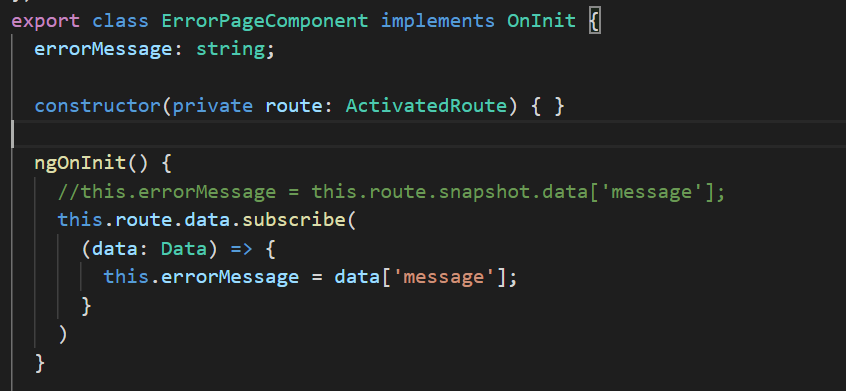 export class ErrorPageComponent implements OnInit {
errorMessage: string;
constructor(private route: ActivatedRoute) { }
ngOnInit() {
//this.errorMessage = this.route.snapshot.data['message'];
this.route.data.subscribe(
(data: Data) => {
this.errorMessage = data['message'];
}
)
}